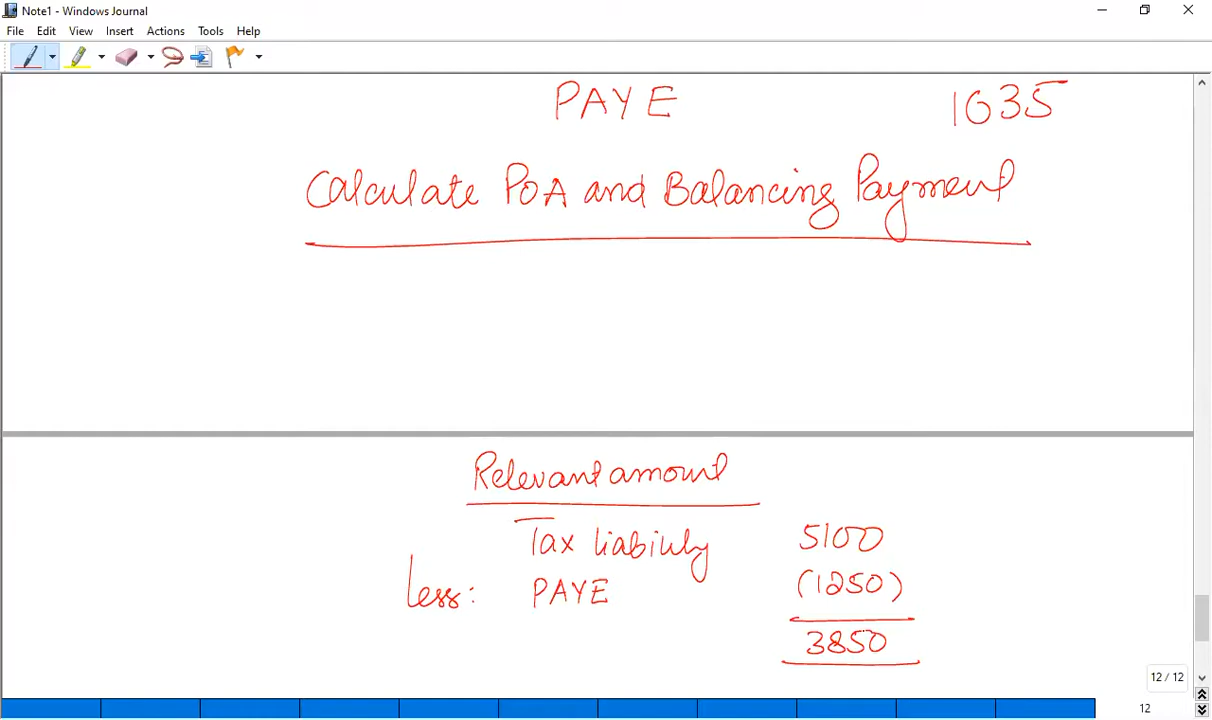 Note1 - Windows Journal
File Edit View Insert Actions Tools Help
PAYE 1035
Calculate POA and Balancing Payment
Relevant amount
Tax liability 5100
Less: PAYE (1250)
3850
12 / 12
12